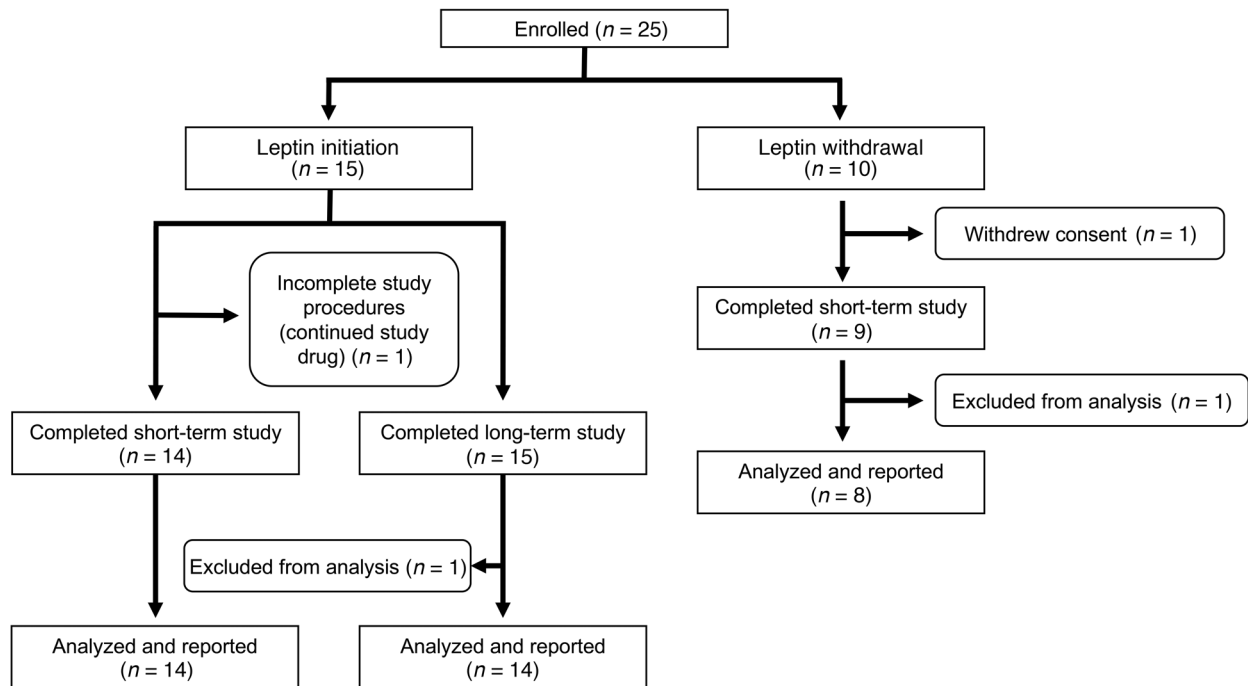 Enrolled (n = 25)
Leptin initiation
(n = 15)
Leptin withdrawal
(n = 10)
Withdrew consent (n = 1)
Incomplete study
procedures
(continued study
drug) (n = 1)
Completed short-term study
(n = 9)
Excluded from analysis (n = 1)
Completed short-term study
(n = 14)
Completed long-term study
(n = 15)
Analyzed and reported
(n = 8)
Excluded from analysis (n = 1)
Analyzed and reported
(n = 14)
Analyzed and reported
(n = 14)